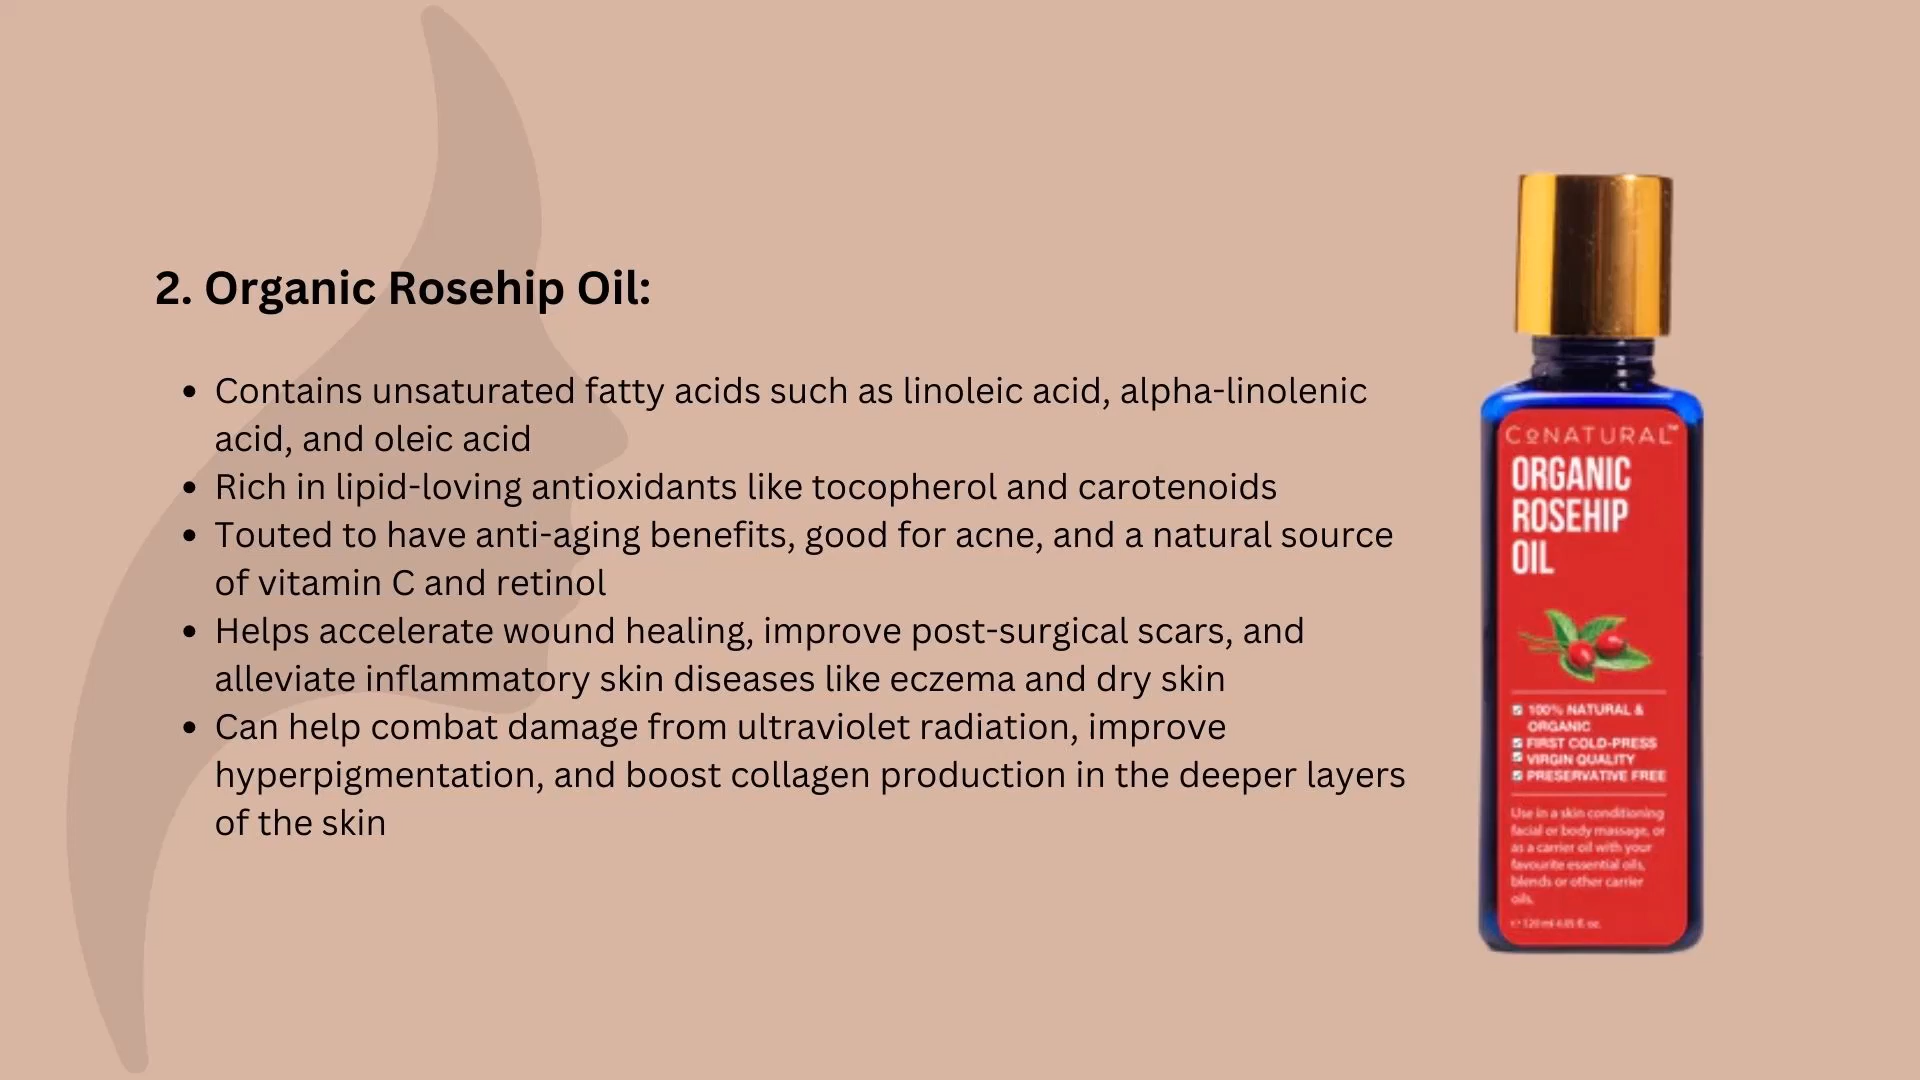 2. Organic Rosehip Oil:
• Contains unsaturated fatty acids such as linoleic acid, alpha-linolenic
acid, and oleic acid
• Rich in lipid-loving antioxidants like tocopherol and carotenoids
• Touted to have anti-aging benefits, good for acne, and a natural source
of vitamin C and retinol
• Helps accelerate wound healing, improve post-surgical scars, and
alleviate inflammatory skin diseases like eczema and dry skin
• Can help combat damage from ultraviolet radiation, improve
hyperpigmentation, and boost collagen production in the deeper layers
of the skin
CoNATURAL™
ORGANIC
ROSEHIP
OIL
100% NATURAL &
ORGANIC
FIRST COLD-PRESS
VIRGIN QUALITY
PRESERVATIVE FREE
Use in a skin conditioning
facial or body massage, or
as a carrier oil with your
favourite essential oils,
blends or other carrier
oils.
120 ml fl. oz.